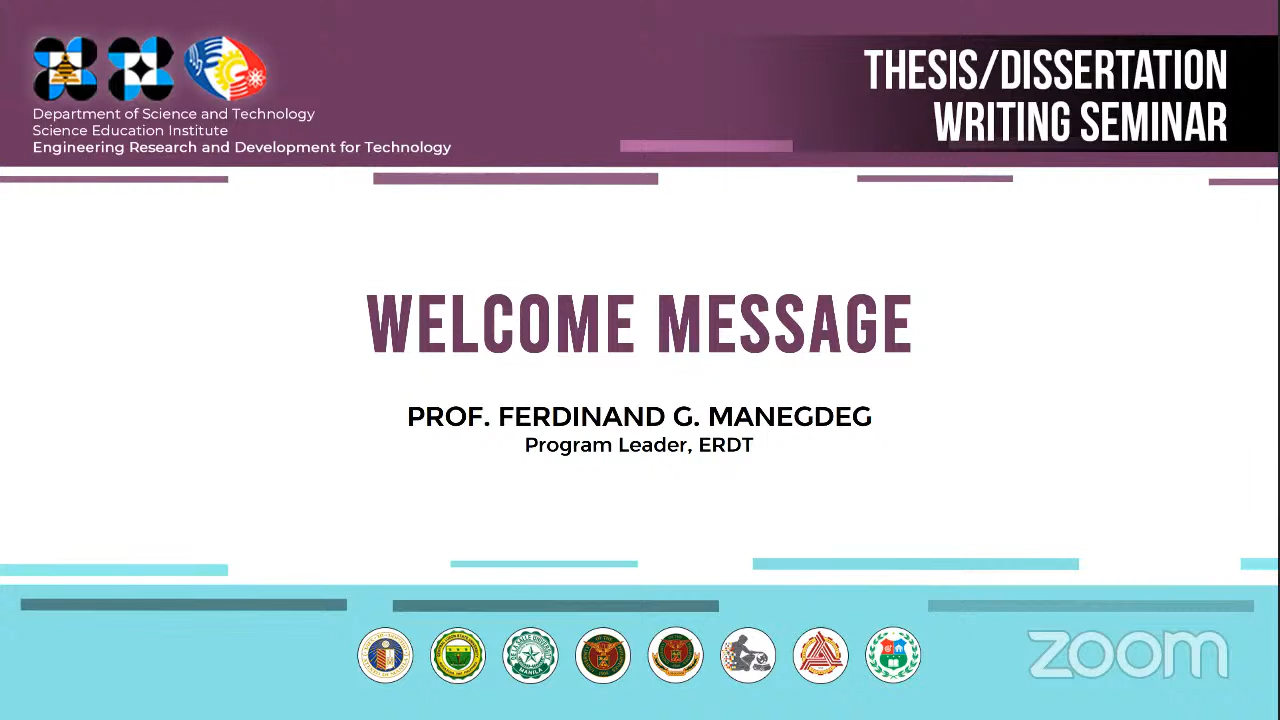 Department of Science and Technology
Science Education Institute
Engineering Research and Development for Technology
THESIS/DISSERTATION
WRITING SEMINAR
WELCOME MESSAGE
PROF. FERDINAND G. MANEGDEG
Program Leader, ERDT
zoom